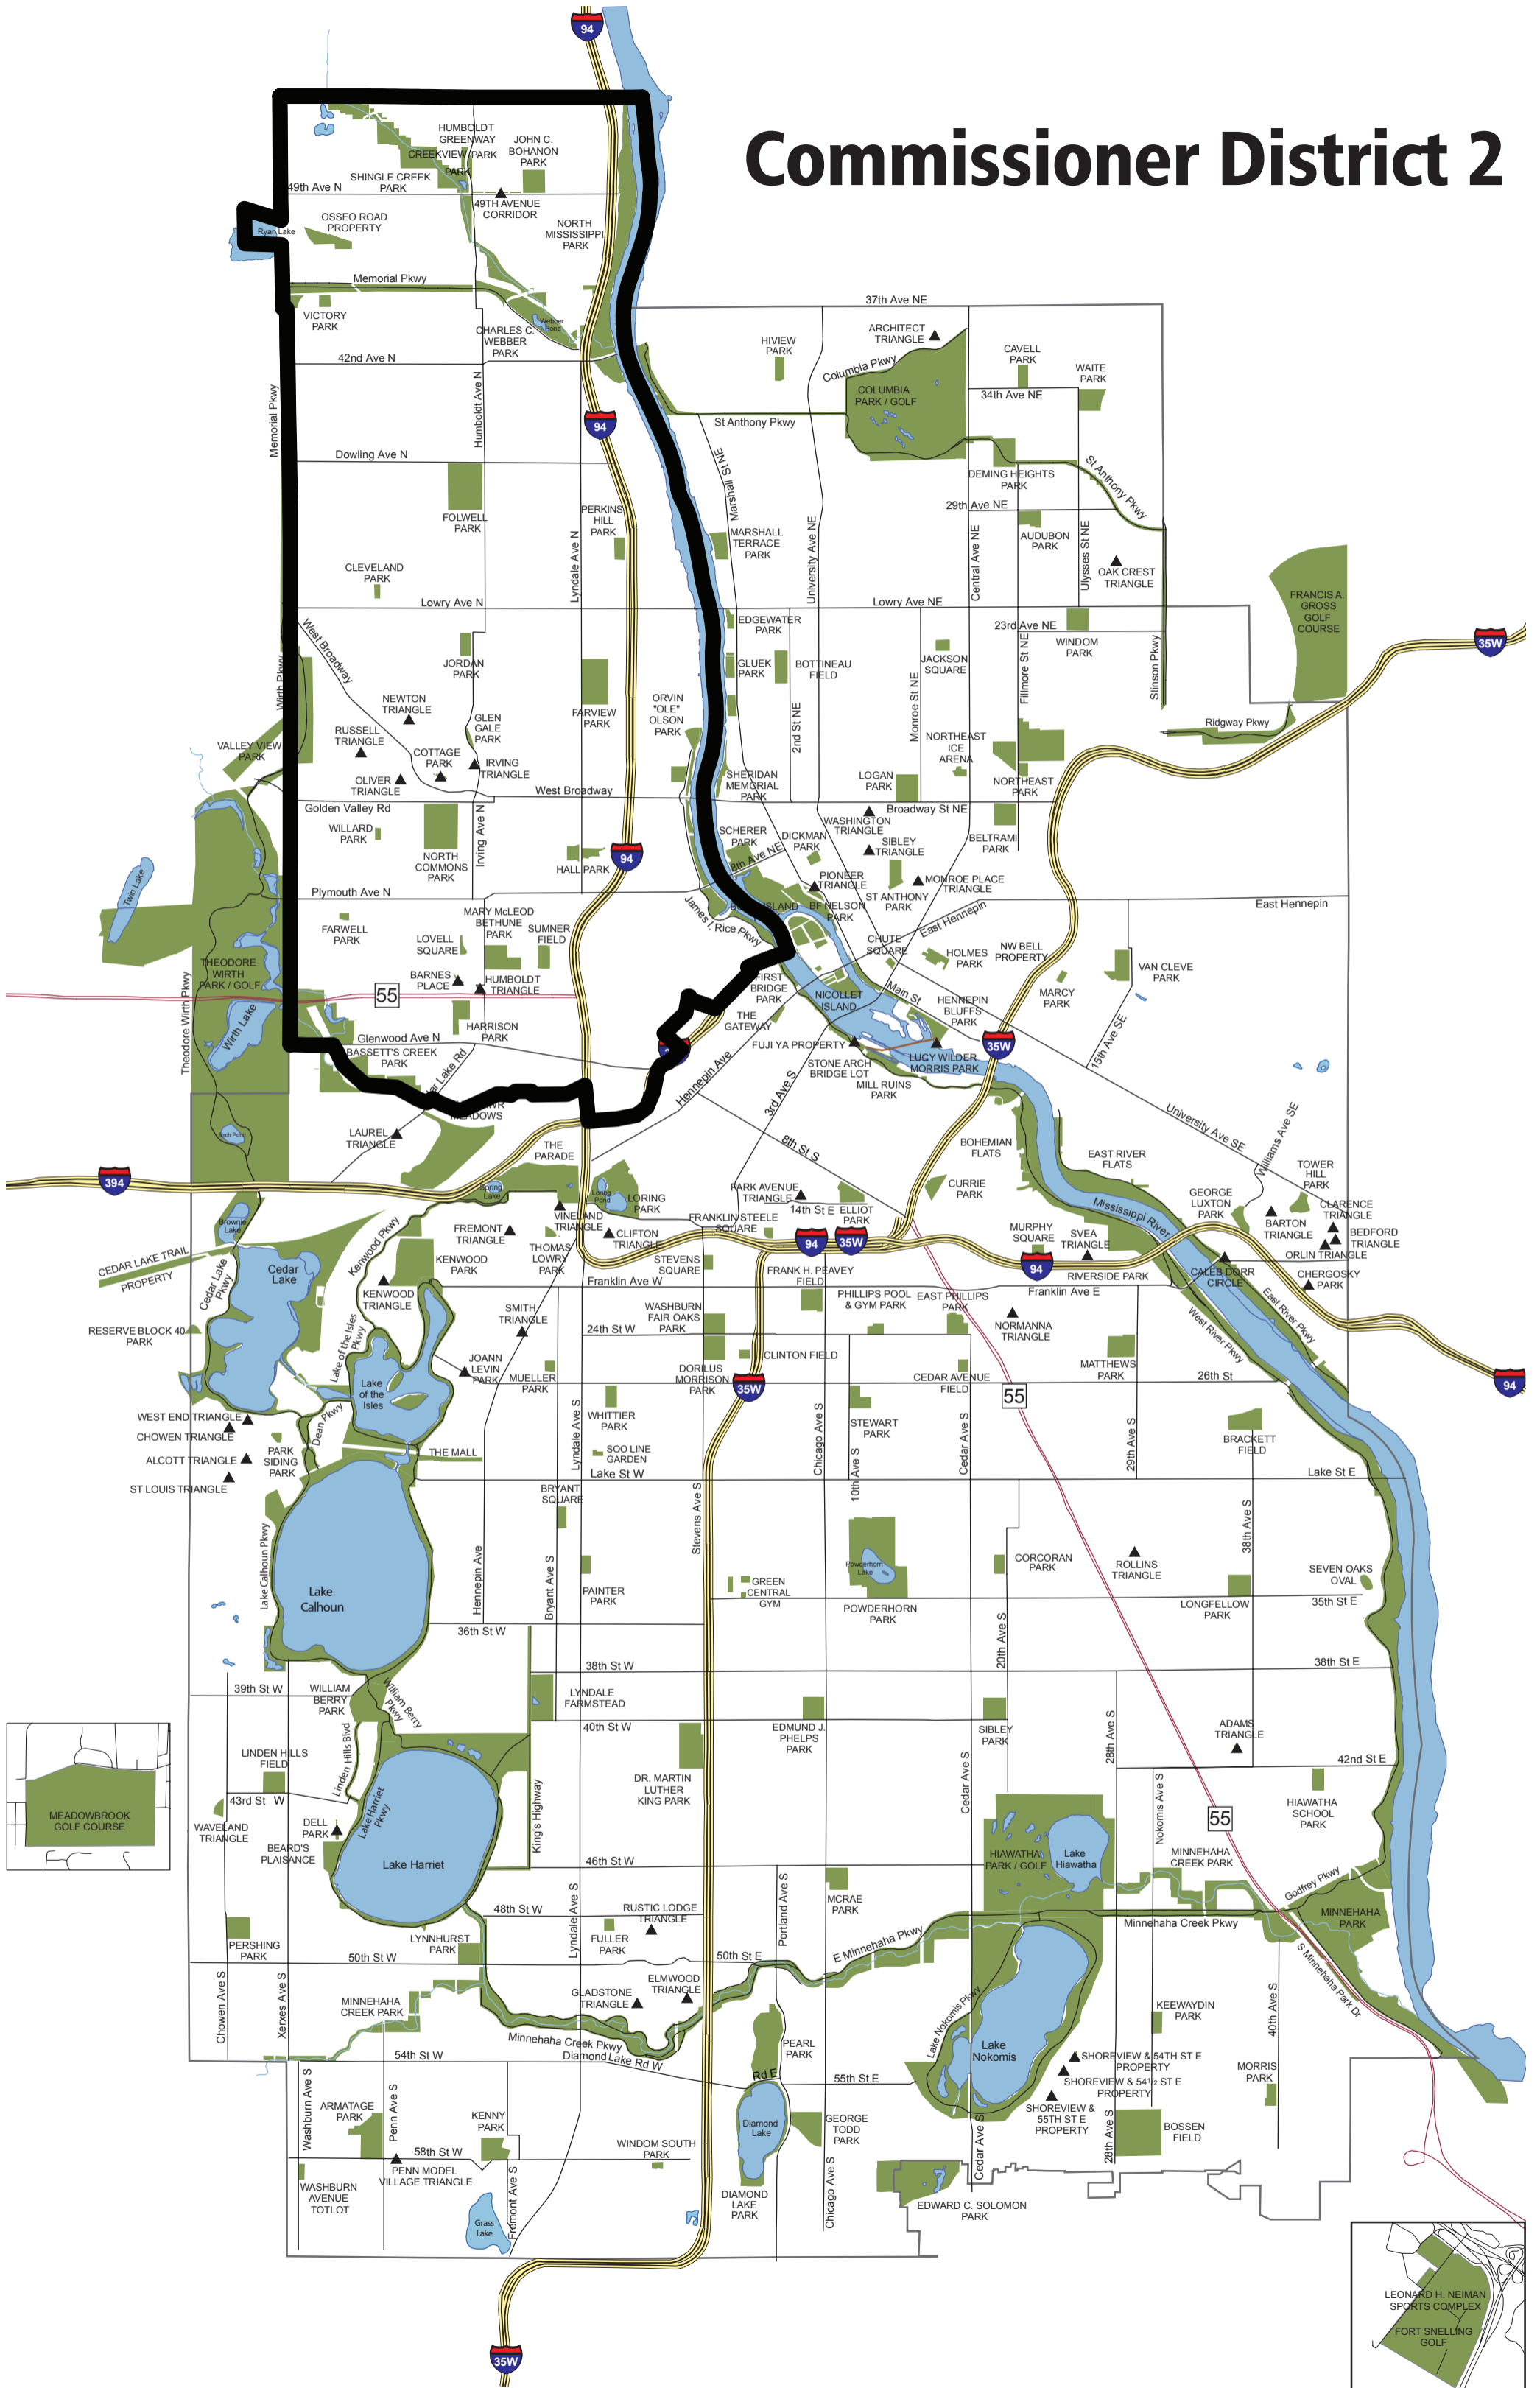 94
Commissioner District 2
HUMBOLDT
GREENWAY
JOHN C.
BOHANON
PARK
CREEKVIEW PARK
PARK
SHINGLE CREEK
PARK
49th Ave N
49TH AVENUE
CORRIDOR
OSSEO ROAD
PROPERTY
Ryan Lake
NORTH
MISSISSIPPI
PARK
Memorial Pkwy
VICTORY
PARK
CHARLES C.
WEBBER
PARK
Webber
Pond
37th Ave NE
ARCHITECT
TRIANGLE
HIVIEW
PARK
CAVELL
PARK
WAITE
PARK
Columbia Pkwy
COLUMBIA
PARK / GOLF
34th Ave NE
42nd Ave N
Memorial Pkwy
Humboldt Ave N
94
St Anthony Pkwy
Dowling Ave N
Marshall St NE
DEMING HEIGHTS
PARK
St Anthony Pkwy
FOLWELL
PARK
PERKINS
HILL
PARK
29th Ave NE
AUDUBON
PARK
Lyndale Ave N
MARSHALL
TERRACE
PARK
University Ave NE
Central Ave NE
Ulysses St NE
OAK CREST
TRIANGLE
CLEVELAND
PARK
FRANCIS A.
GROSS
GOLF
COURSE
Lowry Ave N
Lowry Ave NE
EDGEWATER
PARK
23rd Ave NE
WINDOM
PARK
35W
West Broadway
JORDAN
PARK
GLUEK
PARK
BOTTINEAU
FIELD
JACKSON
SQUARE
Fillmore St NE
Stinson Pkwy
Wirth Pkwy
NEWTON
TRIANGLE
FARVIEW
PARK
ORVIN
"OLE"
OLSON
PARK
2nd St NE
Monroe St NE
Ridgway Pkwy
RUSSELL
TRIANGLE
GLEN
GALE
PARK
VALLEY VIEW
PARK
COTTAGE
PARK
IRVING
TRIANGLE
NORTHEAST
ICE
ARENA
OLIVER
TRIANGLE
SHERIDAN
MEMORIAL
PARK
LOGAN
PARK
NORTHEAST
PARK
West Broadway
Golden Valley Rd
Broadway St NE
WILLARD
PARK
NORTH
COMMONS
PARK
Irving Ave N
WASHINGTON
TRIANGLE
SCHERER
PARK
DICKMAN
PARK
SIBLEY
TRIANGLE
BELTRAMI
PARK
HALL PARK
94
8th Ave NE
PIONEER
TRIANGLE
MONROE PLACE
TRIANGLE
Twin Lake
Plymouth Ave N
ST ANTHONY
PARK
BF NELSON
PARK
East Hennepin
East Hennepin
FARWELL
PARK
MARY McLEOD
BETHUNE
PARK
SUMNER
FIELD
LOVELL
SQUARE
James I. Rice Pkwy
CHUTE
SQUARE
HOLMES
PARK
NW BELL
PROPERTY
VAN CLEVE
PARK
THEODORE
WIRTH
PARK / GOLF
BARNES
PLACE
HUMBOLDT
TRIANGLE
FIRST
BRIDGE
PARK
MARCY
PARK
55
NICOLLET
ISLAND
Main St
HENNEPIN
BLUFFS
PARK
Theodore Wirth Pkwy
Wirth Lake
HARRISON
PARK
THE
GATEWAY
Glenwood Ave N
FUJI YA PROPERTY
35W
15th Ave SE
BASSETT'S CREEK
PARK
Hennepin Ave
STONE ARCH
BRIDGE LOT
LUCY WILDER
MORRIS PARK
MILL RUINS
PARK
3rd Ave S
MEADOWS
Birch Pond
LAUREL
TRIANGLE
THE
PARADE
8th St S
University Ave SE
Williams Ave SE
BOHEMIAN
FLATS
EAST RIVER
FLATS
TOWER
HILL
PARK
394
Spring
Lake
Loring
Pond
LORING
PARK
PARK AVENUE
TRIANGLE
CURRIE
PARK
14th St E
ELLIOT
PARK
Mississippi River
GEORGE
LUXTON
PARK
CLARENCE
TRIANGLE
BARTON
TRIANGLE
BEDFORD
TRIANGLE
ORLIN TRIANGLE
Brownie
Lake
Kenwood Pkwy
FREMONT
TRIANGLE
VINELAND
TRIANGLE
CLIFTON
TRIANGLE
FRANKLIN STEELE
SQUARE
94
35W
MURPHY
SQUARE
SVEA
TRIANGLE
94
CEDAR LAKE TRAIL
PROPERTY
Cedar Lake
Pkwy
Cedar
Lake
KENWOOD
PARK
THOMAS
LOWRY
PARK
STEVENS
SQUARE
FRANK H. PEAVEY
FIELD
RIVERSIDE PARK
CALEB DORR
CIRCLE
CHERGOSKY
PARK
Franklin Ave W
Franklin Ave E
KENWOOD
TRIANGLE
SMITH
TRIANGLE
WASHBURN
FAIR OAKS
PARK
PHILLIPS POOL
& GYM PARK
EAST PHILLIPS
PARK
NORMANNA
TRIANGLE
East River Pkwy
West River Pkwy
RESERVE BLOCK 40
PARK
Lake of the Isles
Pkwy
24th St W
CLINTON FIELD
JOANN
LEVIN
PARK
MUELLER
PARK
DORILUS
MORRISON
PARK
MATTHEWS
PARK
Lake
of the
Isles
35W
CEDAR AVENUE
FIELD
26th St
55
94
WEST END TRIANGLE
CHOWEN TRIANGLE
Dean Pkwy
WHITTIER
PARK
STEWART
PARK
BRACKETT
FIELD
ALCOTT TRIANGLE
PARK
SIDING
PARK
THE MALL
SOO LINE
GARDEN
Lyndale Ave S
Chicago Ave S
10th Ave S
Cedar Ave S
29th Ave S
ST LOUIS TRIANGLE
Lake St W
Lake St E
BRYANT
SQUARE
Stevens Ave S
38th Ave S
Lake Calhoun Pkwy
Lake
Calhoun
Hennepin Ave
Bryant Ave S
PAINTER
PARK
GREEN
CENTRAL
GYM
Powderhorn
Lake
POWDERHORN
PARK
CORCORAN
PARK
ROLLINS
TRIANGLE
SEVEN OAKS
OVAL
LONGFELLOW
PARK
35th St E
36th St W
20th Ave S
38th St W
38th St E
39th St W
WILLIAM
BERRY
PARK
William Berry
Pkwy
LYNDALE
FARMSTEAD
40th St W
EDMUND J.
PHELPS
PARK
SIBLEY
PARK
28th Ave S
ADAMS
TRIANGLE
LINDEN HILLS
FIELD
Linden Hills Blvd
42nd St E
DR. MARTIN
LUTHER
KING PARK
Cedar Ave S
Nokomis Ave S
43rd St W
Lake Harriet
Pkwy
King's Highway
55
HIAWATHA
SCHOOL
PARK
MEADOWBROOK
GOLF COURSE
WAVELAND
TRIANGLE
DELL
PARK
BEARD'S
PLAISANCE
Lake Harriet
46th St W
HIAWATHA
PARK / GOLF
Lake
Hiawatha
MINNEHAHA
CREEK PARK
Godfrey Pkwy
MCRAE
PARK
48th St W
RUSTIC LODGE
TRIANGLE
Portland Ave S
Minnehaha Creek Pkwy
MINNEHAHA
PARK
PERSHING
PARK
LYNNHURST
PARK
FULLER
PARK
E Minnehaha Pkwy
50th St W
50th St E
Lyndale Ave S
S Minnehaha Park Dr
Chowen Ave S
Xerxes Ave S
MINNEHAHA
CREEK PARK
GLADSTONE
TRIANGLE
ELMWOOD
TRIANGLE
Lake Nokomis Pkwy
KEEWAYDIN
PARK
40th Ave S
Minnehaha Creek Pkwy
PEARL
PARK
Lake
Nokomis
54th St W
Diamond Lake Rd W
Rd E
55th St E
SHOREVIEW & 54TH ST E
PROPERTY
SHOREVIEW & 54½ ST E
PROPERTY
SHOREVIEW &
55TH ST E
PROPERTY
MORRIS
PARK
Washburn Ave S
ARMATAGE
PARK
Penn Ave S
KENNY
PARK
Diamond
Lake
GEORGE
TODD
PARK
28th Ave S
BOSSEN
FIELD
58th St W
WINDOM SOUTH
PARK
PENN MODEL
VILLAGE TRIANGLE
WASHBURN
AVENUE
TOTLOT
Fremont Ave S
Grass
Lake
DIAMOND
LAKE
PARK
Chicago Ave S
Cedar Ave S
EDWARD C. SOLOMON
PARK
LEONARD H. NEIMAN
SPORTS COMPLEX
FORT SNELLING
GOLF
35W